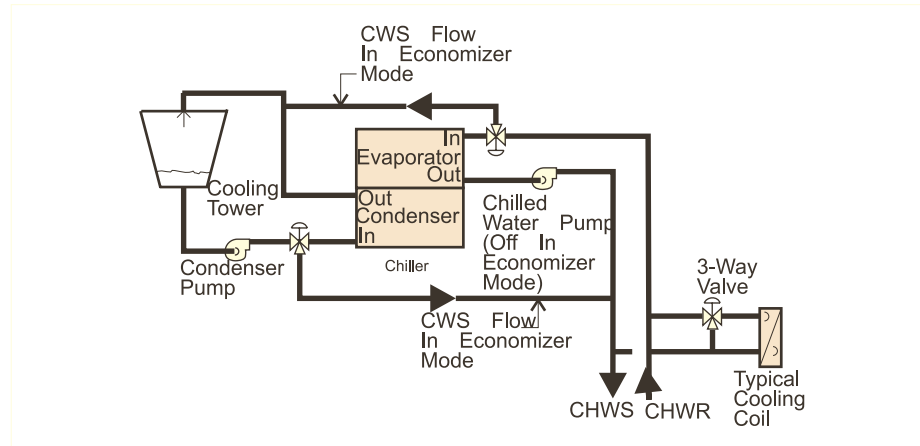 CWS Flow
In Economizer
Mode
In
Evaporator
Out
Cooling
Tower
Out
Condenser
In
Chilled
Water Pump
(Off In
Economizer
Mode)
Condenser
Pump
Chiller
3-Way
Valve
CWS Flow
In Economizer
Mode
Typical
Cooling
Coil
CHWS
CHWR